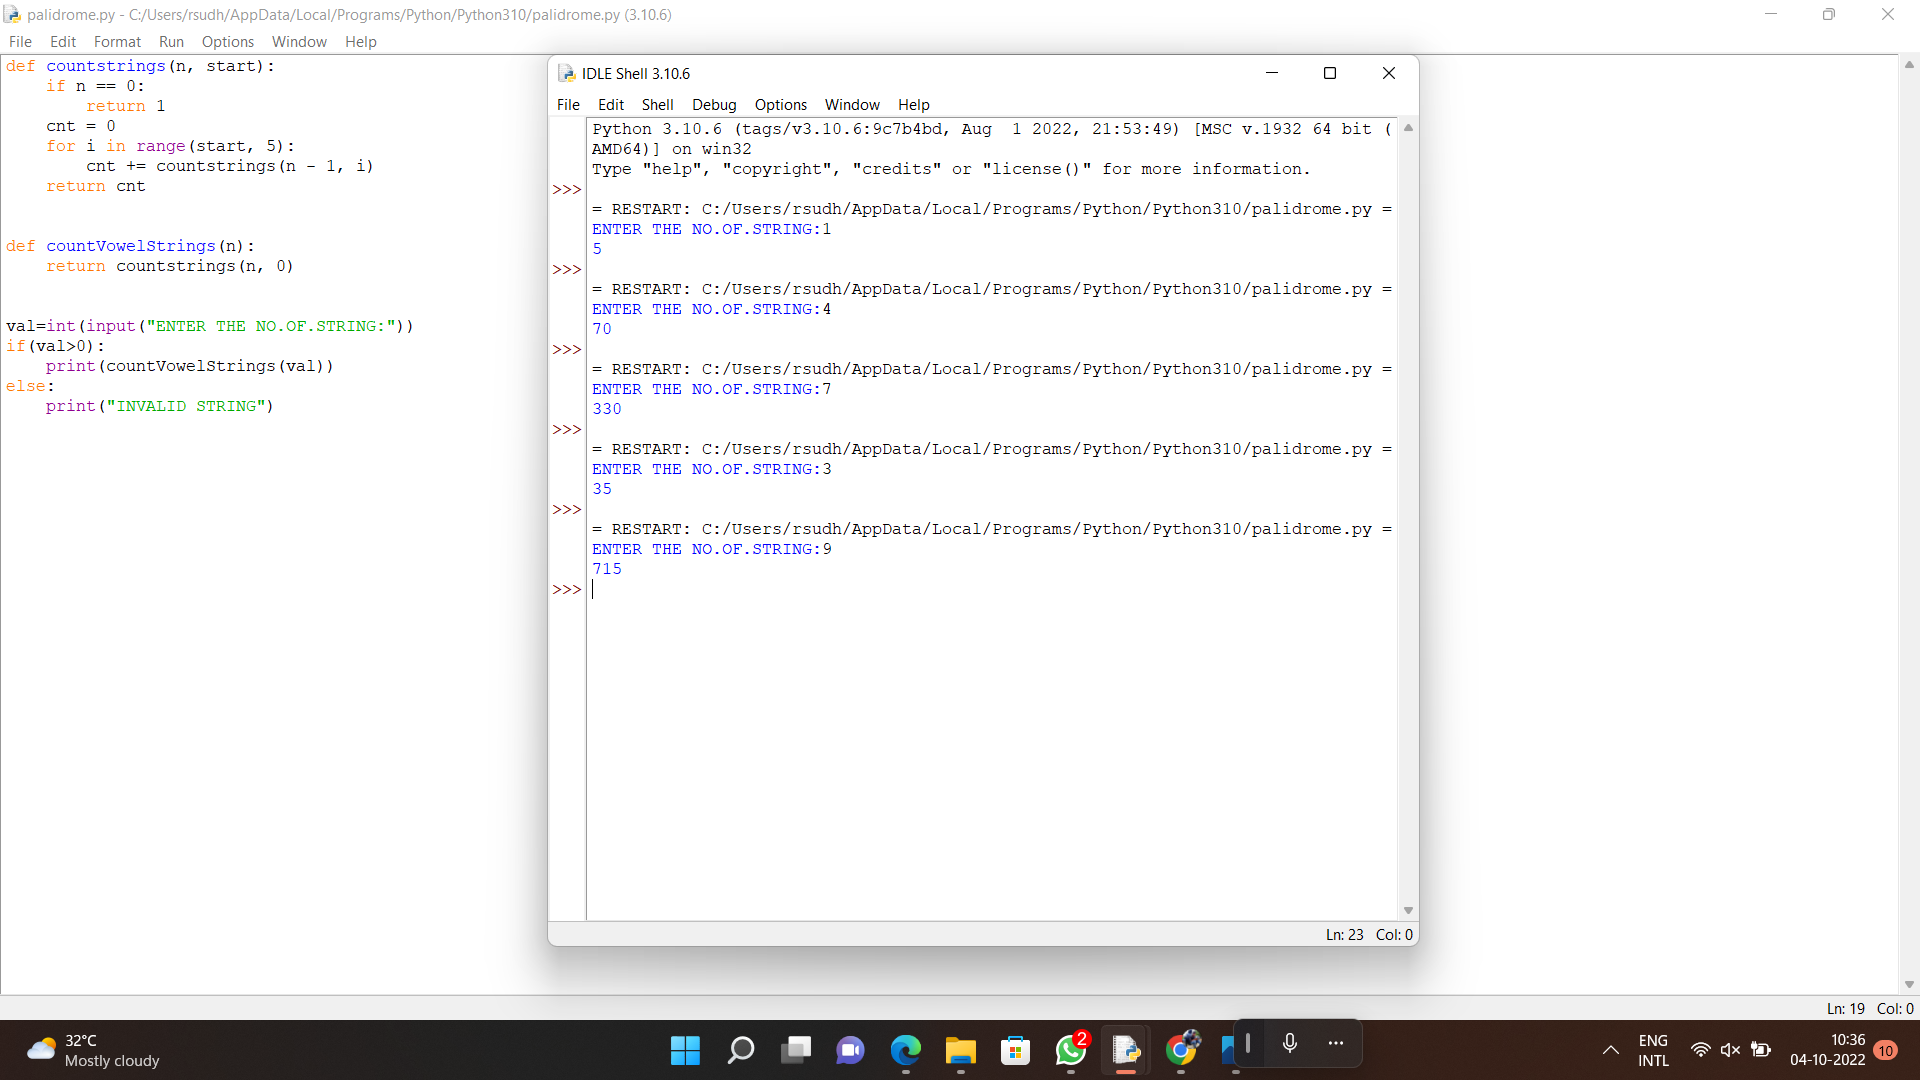 palidrome.py - C:/Users/rsudh/AppData/Local/Programs/Python/Python310/palidrome.py (3.10.6)
File Edit Format Run Options Window Help
def countstrings(n, start):
    if n == 0:
        return 1
    cnt = 0
    for i in range(start, 5):
        cnt += countstrings(n - 1, i)
    return cnt
def countVowelStrings(n):
    return countstrings(n, 0)
val=int(input("ENTER THE NO.OF.STRING:"))
if(val>0):
    print(countVowelStrings(val))
else:
    print("INVALID STRING")
IDLE Shell 3.10.6
File Edit Shell Debug Options Window Help
Python 3.10.6 (tags/v3.10.6:9c7b4bd, Aug  1 2022, 21:53:49) [MSC v.1932 64 bit (
AMD64)] on win32
Type "help", "copyright", "credits" or "license()" for more information.
>>>
= RESTART: C:/Users/rsudh/AppData/Local/Programs/Python/Python310/palidrome.py =
ENTER THE NO.OF.STRING:1
5
>>>
= RESTART: C:/Users/rsudh/AppData/Local/Programs/Python/Python310/palidrome.py =
ENTER THE NO.OF.STRING:4
70
>>>
= RESTART: C:/Users/rsudh/AppData/Local/Programs/Python/Python310/palidrome.py =
ENTER THE NO.OF.STRING:7
330
>>>
= RESTART: C:/Users/rsudh/AppData/Local/Programs/Python/Python310/palidrome.py =
ENTER THE NO.OF.STRING:3
35
>>>
= RESTART: C:/Users/rsudh/AppData/Local/Programs/Python/Python310/palidrome.py =
ENTER THE NO.OF.STRING:9
715
>>>
Ln: 23 Col: 0
Ln: 19 Col: 0
32°C
Mostly cloudy
2
ENG
INTL
10:36
04-10-2022
10